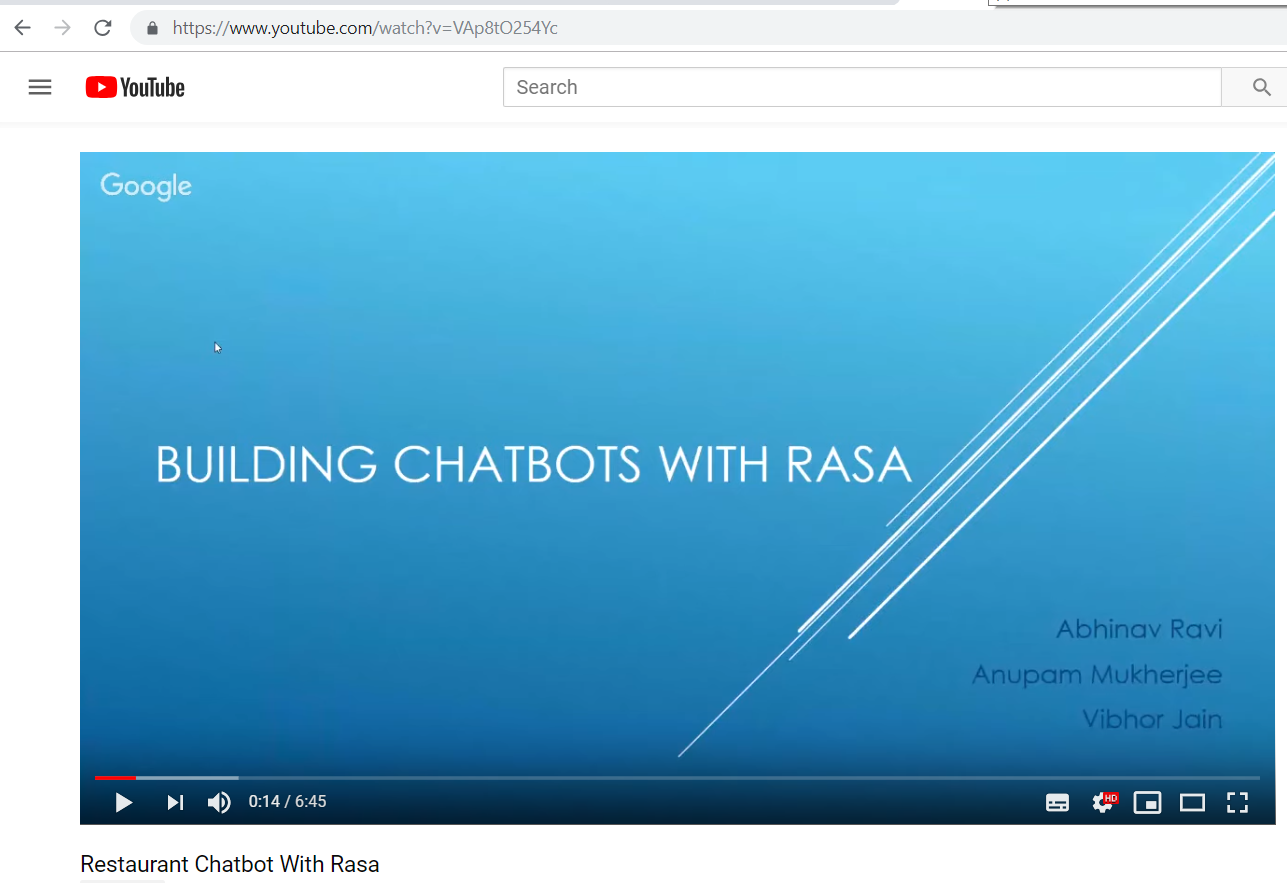 https://www.youtube.com/watch?v=VAp8tO254Yc
YouTube
Search
Google
BUILDING CHATBOTS WITH RASA
Abhinav Ravi
Anupam Mukherjee
Vibhor Jain
0:14 / 6:45
HD
Restaurant Chatbot With Rasa